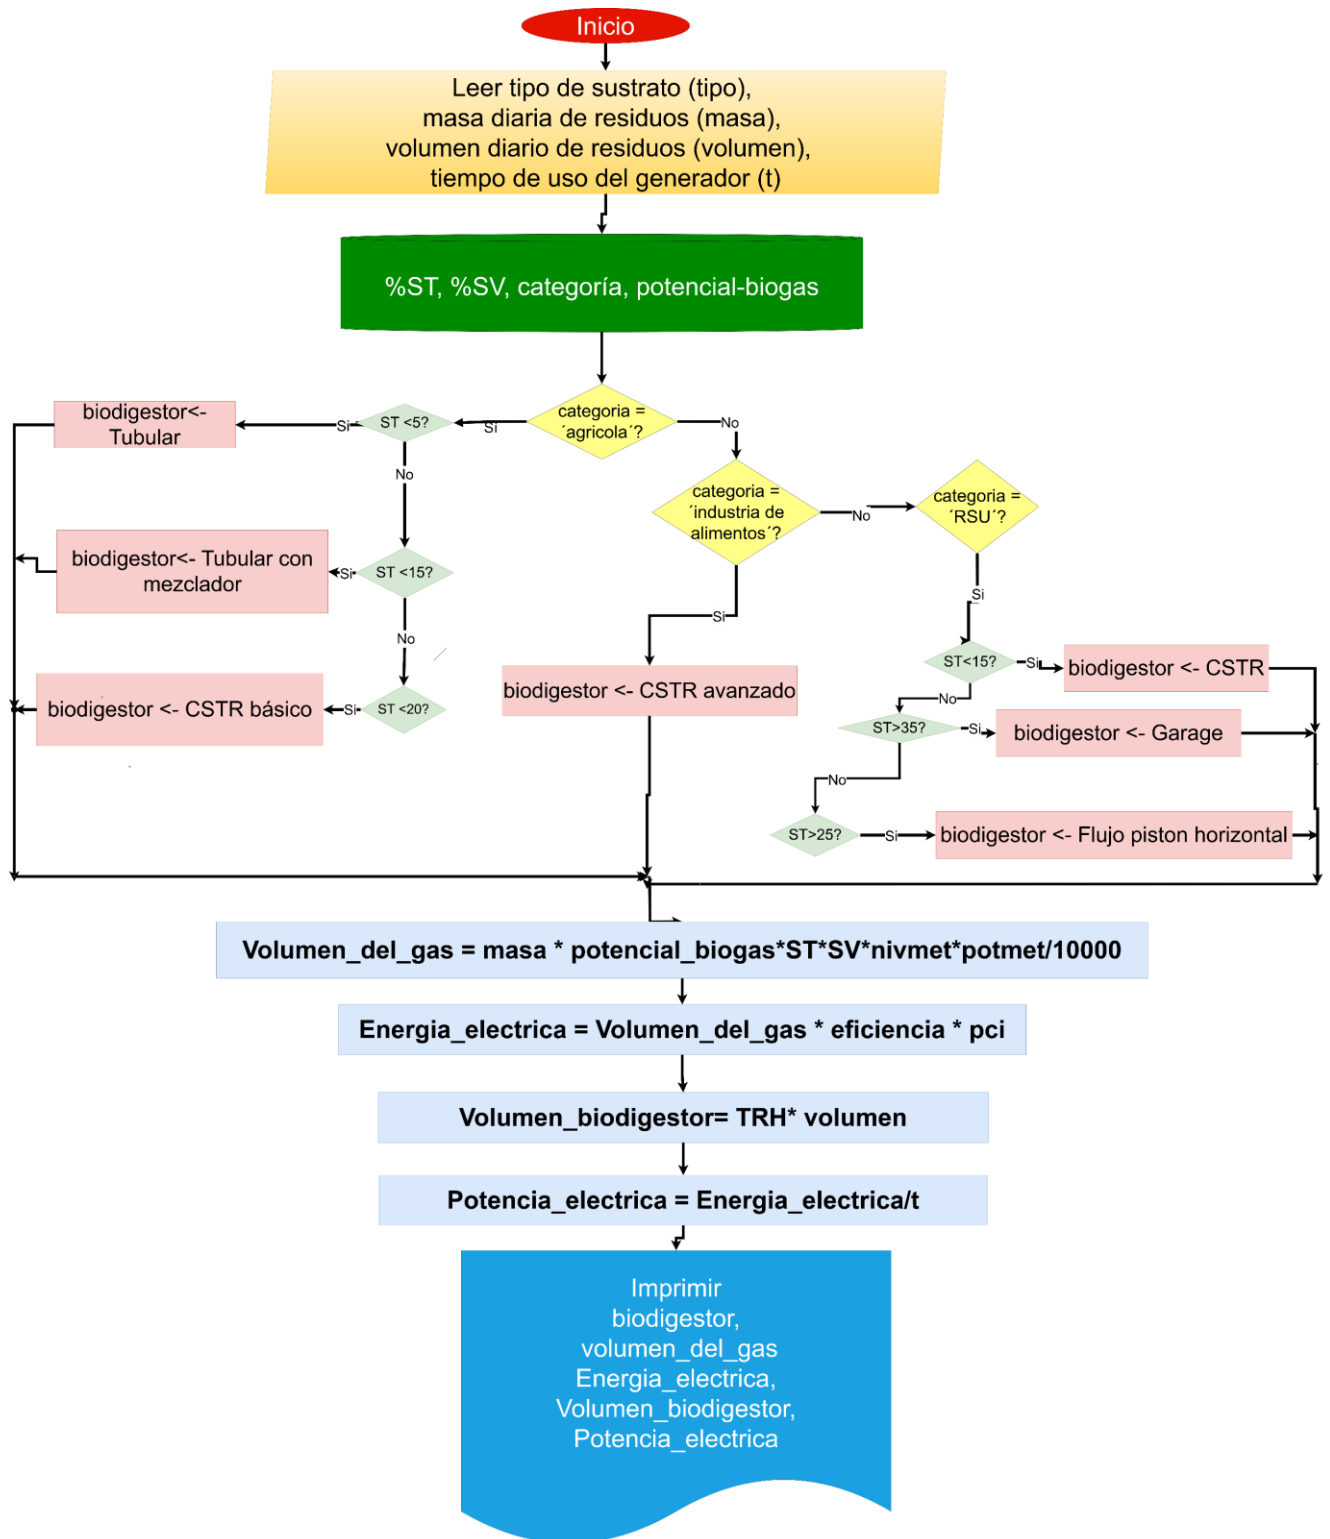 Inicio
Leer tipo de sustrato (tipo),
masa diaria de residuos (masa),
volumen diario de residuos (volumen),
tiempo de uso del generador (t)
%ST, %SV, categoría, potencial-biogas
categoria =
´agricola´?
Si
No
ST <5?
Si
biodigestor<-
Tubular
No
ST <15?
Si
biodigestor<- Tubular con
mezclador
No
ST <20?
Si
biodigestor <- CSTR básico
categoria =
´industria de
alimentos´?
Si
No
biodigestor <- CSTR avanzado
categoria =
´RSU´?
Si
ST<15?
Si
biodigestor <- CSTR
No
ST>35?
Si
biodigestor <- Garage
No
ST>25?
Si
biodigestor <- Flujo piston horizontal
Volumen_del_gas = masa * potencial_biogas*ST*SV*nivmet*potmet/10000
Energia_electrica = Volumen_del_gas * eficiencia * pci
Volumen_biodigestor= TRH* volumen
Potencia_electrica = Energia_electrica/t
Imprimir
biodigestor,
volumen_del_gas
Energia_electrica,
Volumen_biodigestor,
Potencia_electrica